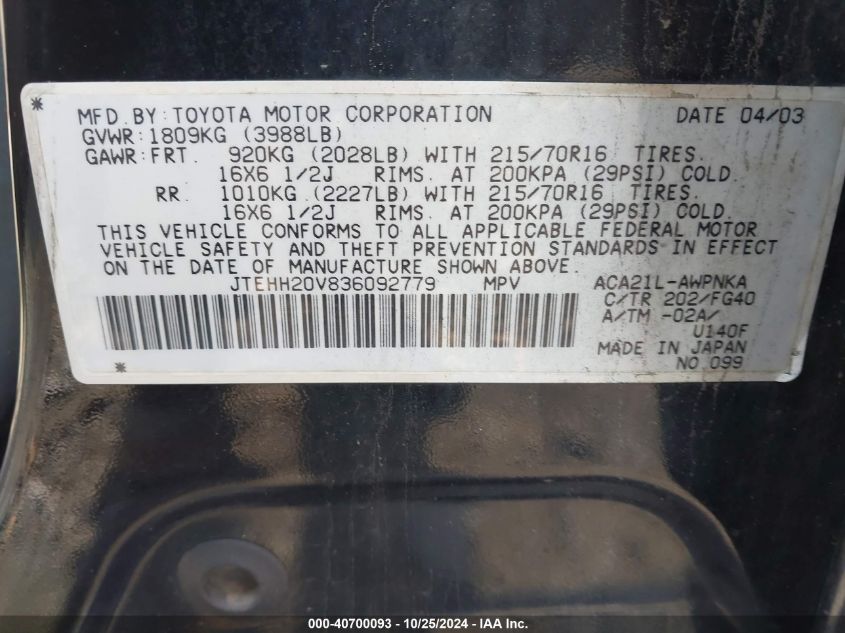 MFD. BY: TOYOTA MOTOR CORPORATION DATE 04/03
GVWR: 1809KG (3988LB)
GAWR: FRT. 920KG (2028LB) WITH 215/70R16 TIRES.
16X6 1/2J RIMS. AT 200KPA (29PSI) COLD.
RR. 1010KG (2227LB) WITH 215/70R16 TIRES.
16X6 1/2J RIMS. AT 200KPA (29PSI) COLD.
THIS VEHICLE CONFORMS TO ALL APPLICABLE FEDERAL MOTOR
VEHICLE SAFETY AND THEFT PREVENTION STANDARDS IN EFFECT
ON THE DATE OF MANUFACTURE SHOWN ABOVE.
JTEHH20V836092779 MPV ACA21L-AWPNKA
C/TR 202/FG40
A/TM -02A/
U140F
MADE IN JAPAN
NO.099
000-40700093 - 10/25/2024 - IAA Inc.